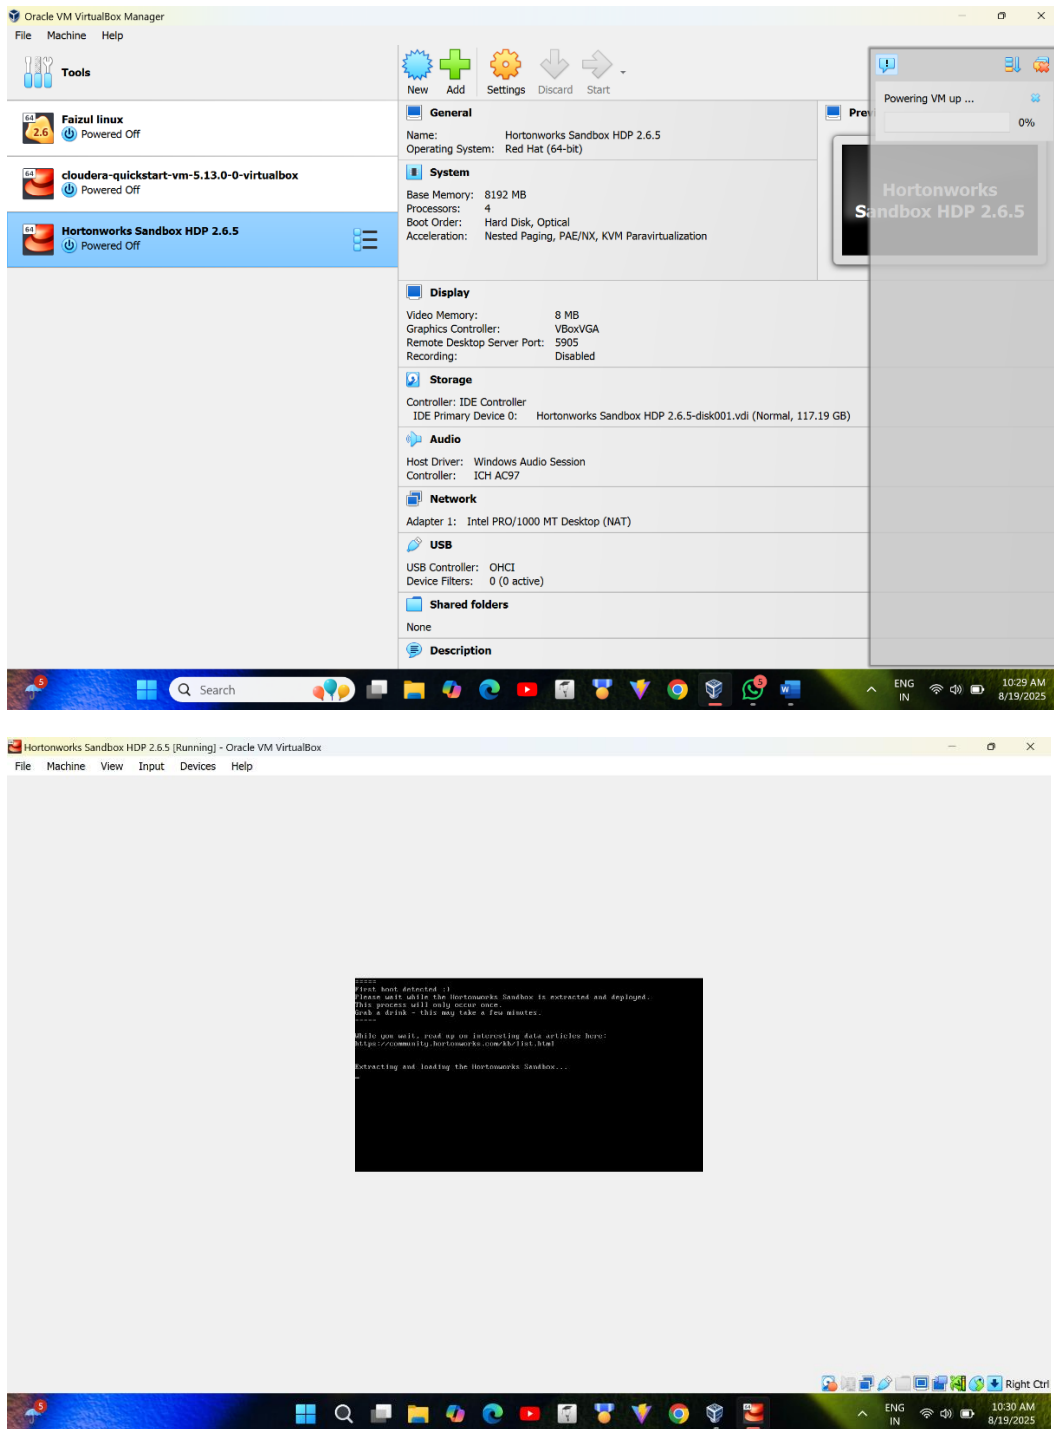 Oracle VM VirtualBox Manager
File Machine Help
Tools
New Add Settings Discard Start
64
2.6
Faizul linux
Powered Off
64
cloudera-quickstart-vm-5.13.0-0-virtualbox
Powered Off
64
Hortonworks Sandbox HDP 2.6.5
Powered Off
General
Name: Hortonworks Sandbox HDP 2.6.5
Operating System: Red Hat (64-bit)
System
Base Memory: 8192 MB
Processors: 4
Boot Order: Hard Disk, Optical
Acceleration: Nested Paging, PAE/NX, KVM Paravirtualization
Prev
Hortonworks
Sandbox HDP 2.6.5
Powering VM up ...
0%
Display
Video Memory: 8 MB
Graphics Controller: VBoxVGA
Remote Desktop Server Port: 5905
Recording: Disabled
Storage
Controller: IDE Controller
IDE Primary Device 0: Hortonworks Sandbox HDP 2.6.5-disk001.vdi (Normal, 117.19 GB)
Audio
Host Driver: Windows Audio Session
Controller: ICH AC97
Network
Adapter 1: Intel PRO/1000 MT Desktop (NAT)
USB
USB Controller: OHCI
Device Filters: 0 (0 active)
Shared folders
None
Description
5
Search
5
ENG
IN
10:29 AM
8/19/2025
Hortonworks Sandbox HDP 2.6.5 [Running] - Oracle VM VirtualBox
File Machine View Input Devices Help
=====
First boot detected :)
Please wait while the Hortonworks Sandbox is extracted and deployed.
This process will only occur once.
Grab a drink - this may take a few minutes.
-----
While you wait, read up on interesting data articles here:
https://community.hortonworks.com/kb/list.html
Extracting and loading the Hortonworks Sandbox...
Right Ctrl
5
ENG
IN
10:30 AM
8/19/2025